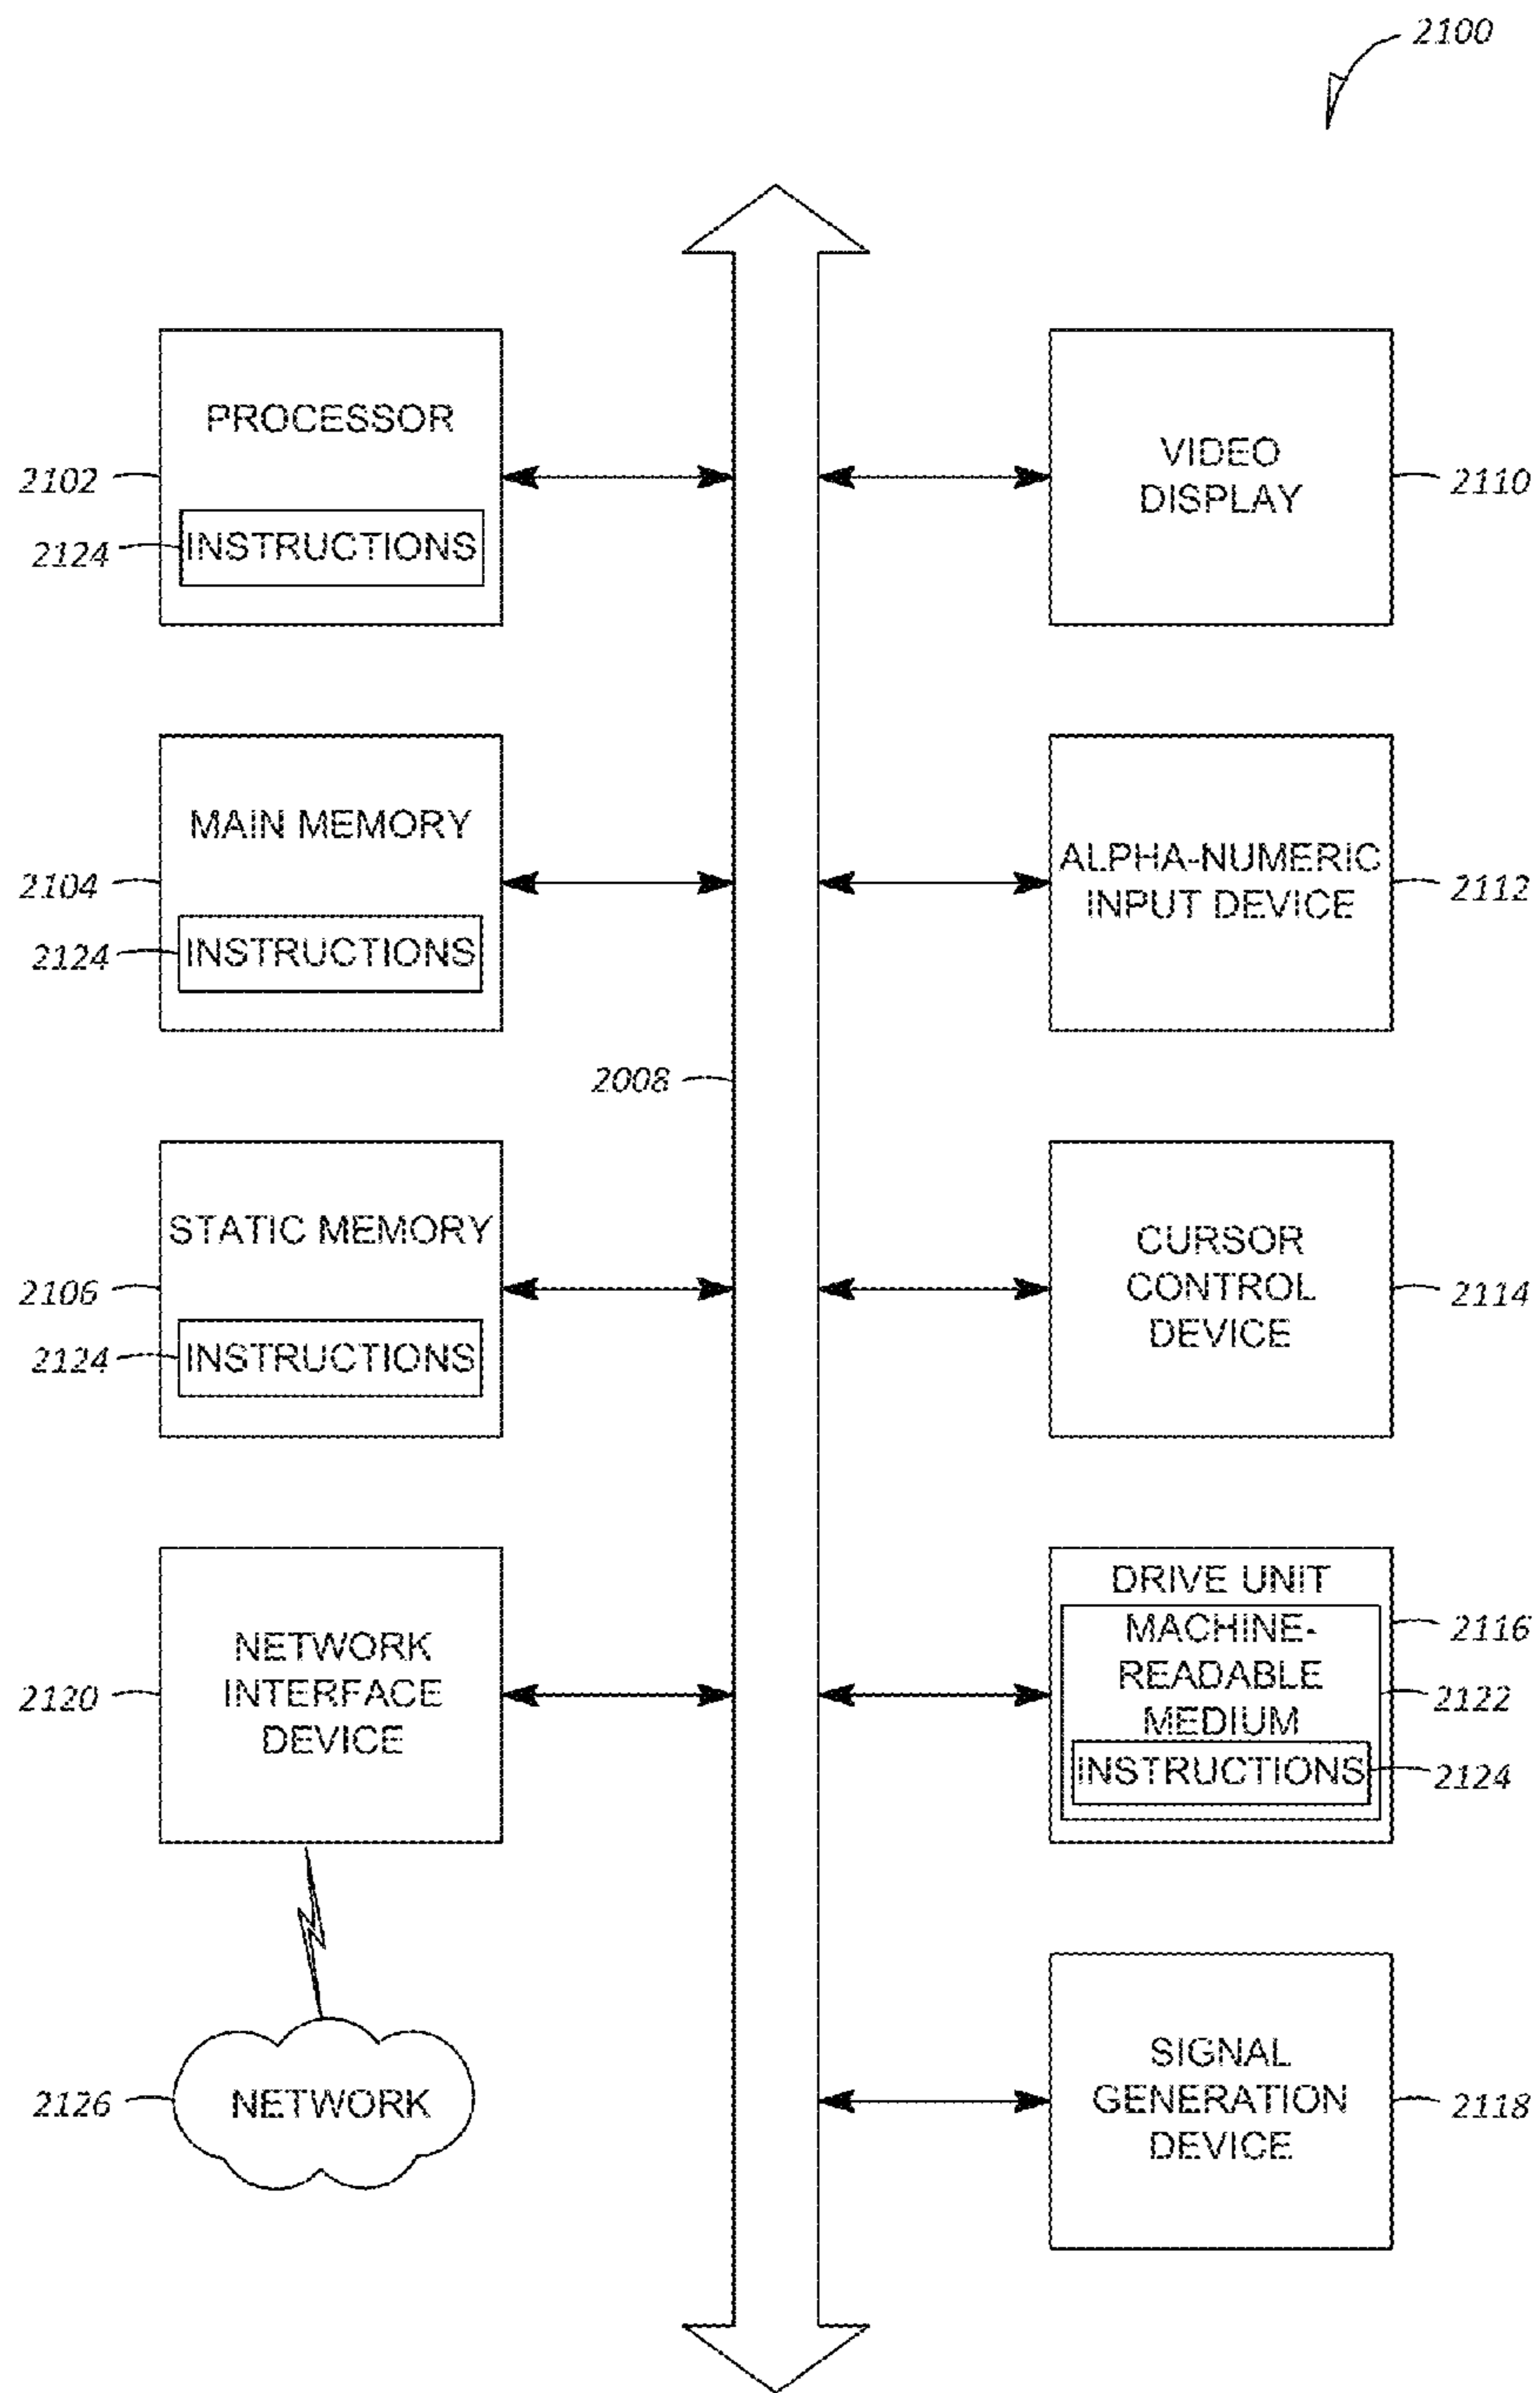 2100
PROCESSOR
2102
2124
INSTRUCTIONS
VIDEO
DISPLAY
2110
MAIN MEMORY
2104
2124
INSTRUCTIONS
ALPHA-NUMERIC
INPUT DEVICE
2112
2008
STATIC MEMORY
2106
2124
INSTRUCTIONS
CURSOR
CONTROL
DEVICE
2114
NETWORK
INTERFACE
DEVICE
2120
DRIVE UNIT
2116
MACHINE-
READABLE
MEDIUM
2122
INSTRUCTIONS
2124
2126
NETWORK
SIGNAL
GENERATION
DEVICE
2118